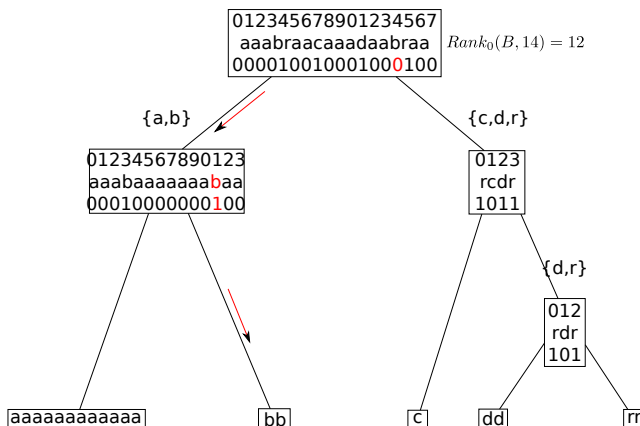 012345678901234567
aaabraacaaadaabraa
000010010001000100
Rank₀(B, 14) = 12
{a,b}
{c,d,r}
01234567890123
aaabaaaaaaabaa
00010000000100
0123
rcdr
1011
{d,r}
012
rdr
101
aaaaaaaaaaaa
bb
c
dd
rr